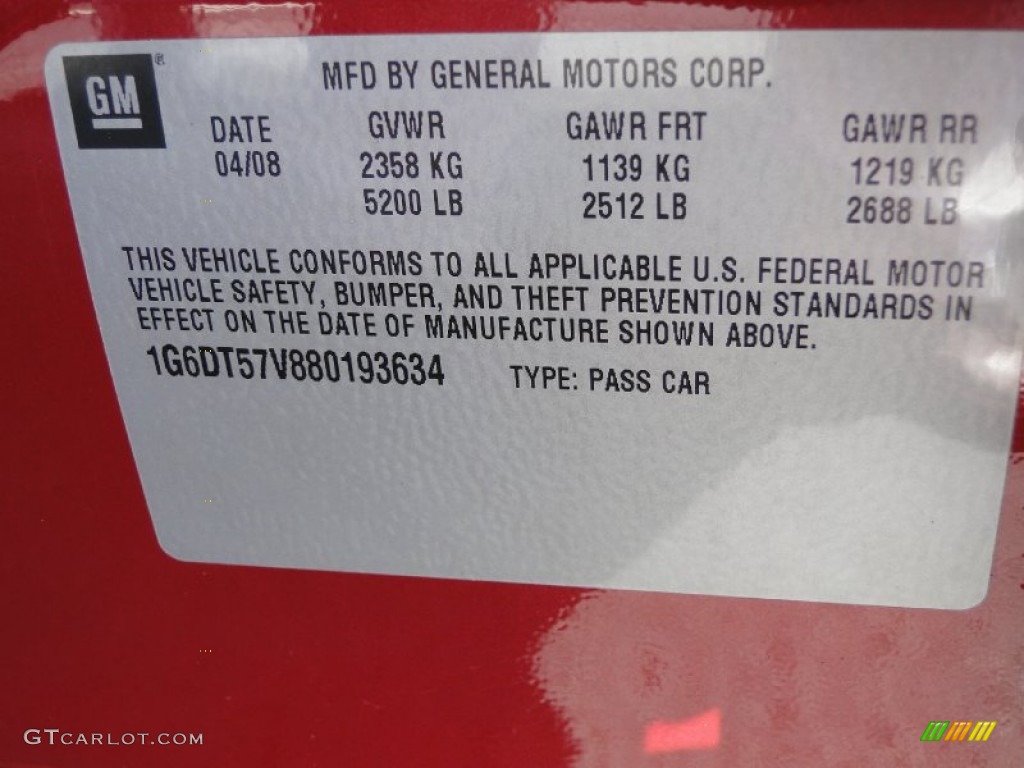 GM ®
MFD BY GENERAL MOTORS CORP.
DATE GVWR GAWR FRT GAWR RR
04/08 2358 KG 1139 KG 1219 KG
5200 LB 2512 LB 2688 LB
THIS VEHICLE CONFORMS TO ALL APPLICABLE U.S. FEDERAL MOTOR
VEHICLE SAFETY, BUMPER, AND THEFT PREVENTION STANDARDS IN
EFFECT ON THE DATE OF MANUFACTURE SHOWN ABOVE.
1G6DT57V880193634 TYPE: PASS CAR
GTCARLOT.COM